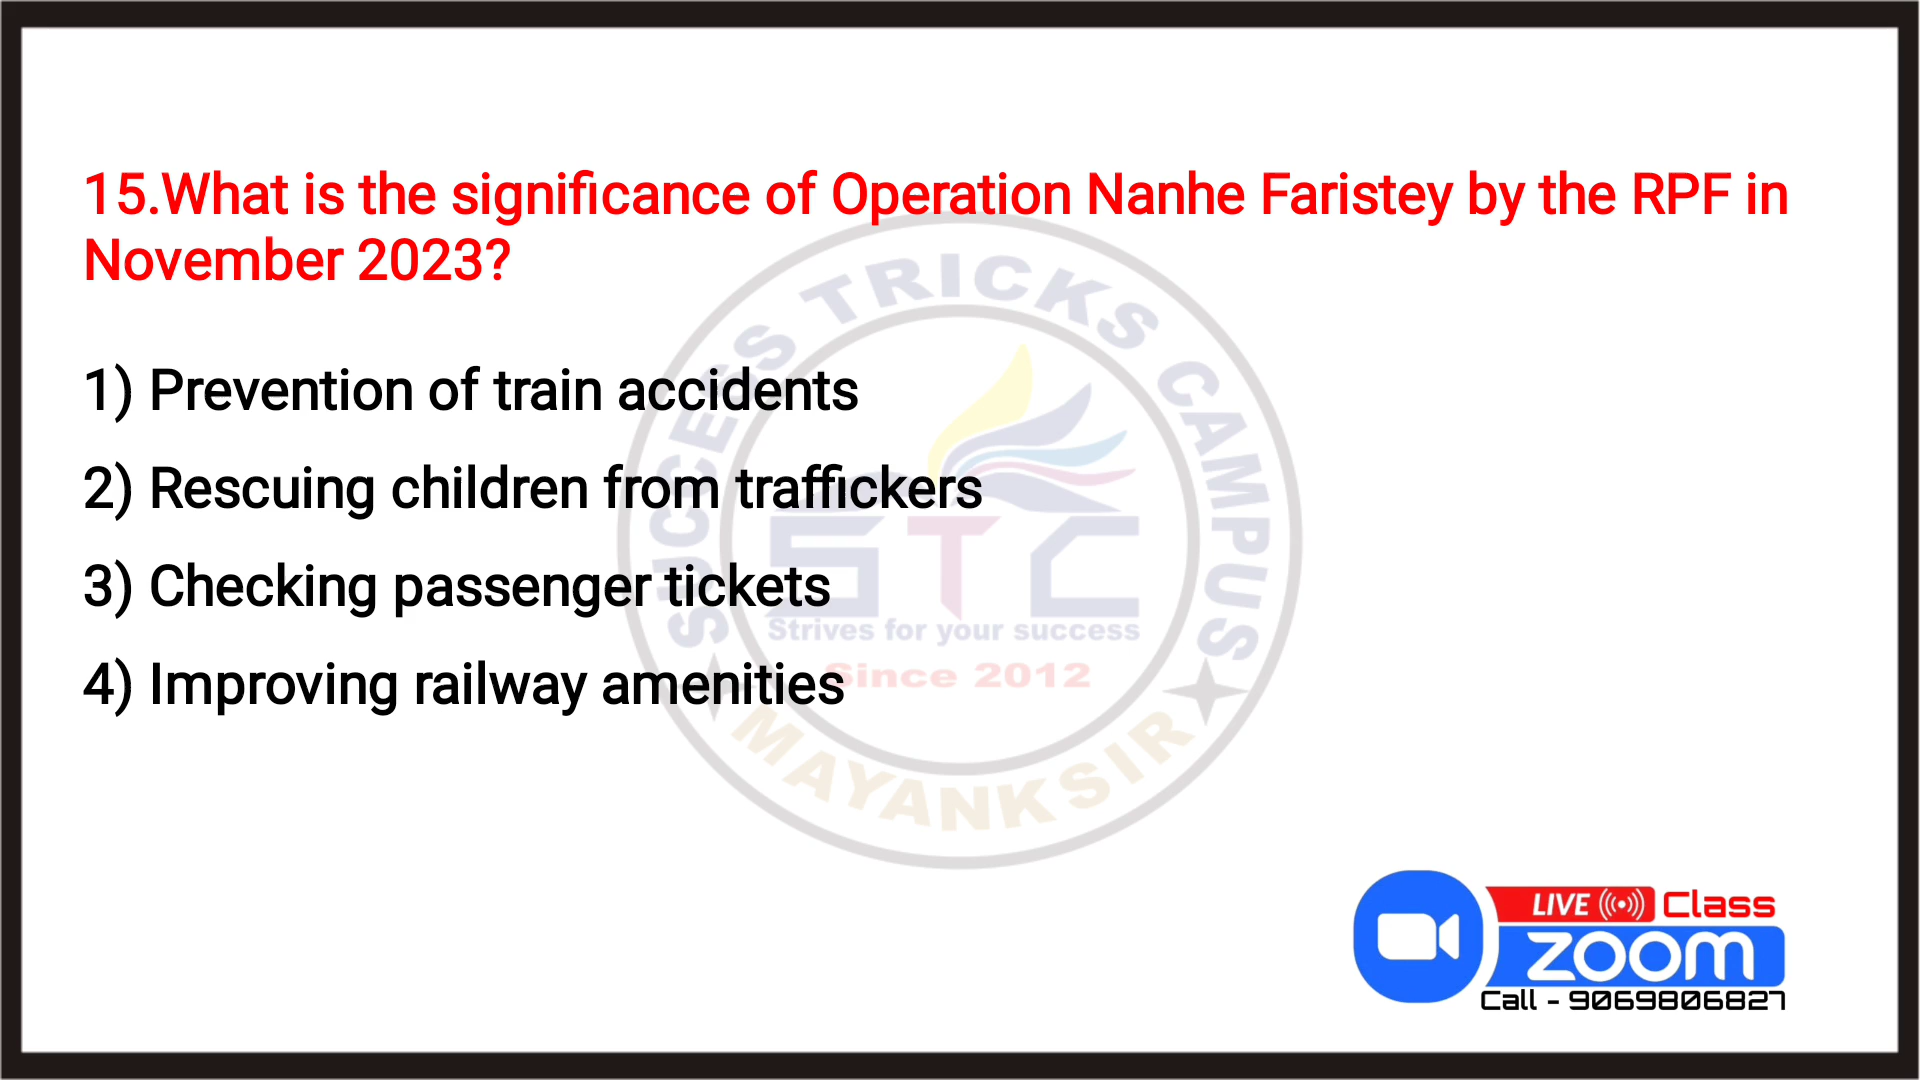 15.What is the significance of Operation Nanhe Faristey by the RPF in
November 2023?
1) Prevention of train accidents
2) Rescuing children from traffickers
3) Checking passenger tickets
4) Improving railway amenities
SUCCESS TRICKS CAMPUS
STC
Strives for your success
Since 2012
MAYANKSIR
LIVE Class
zoom
Call - 9069806827